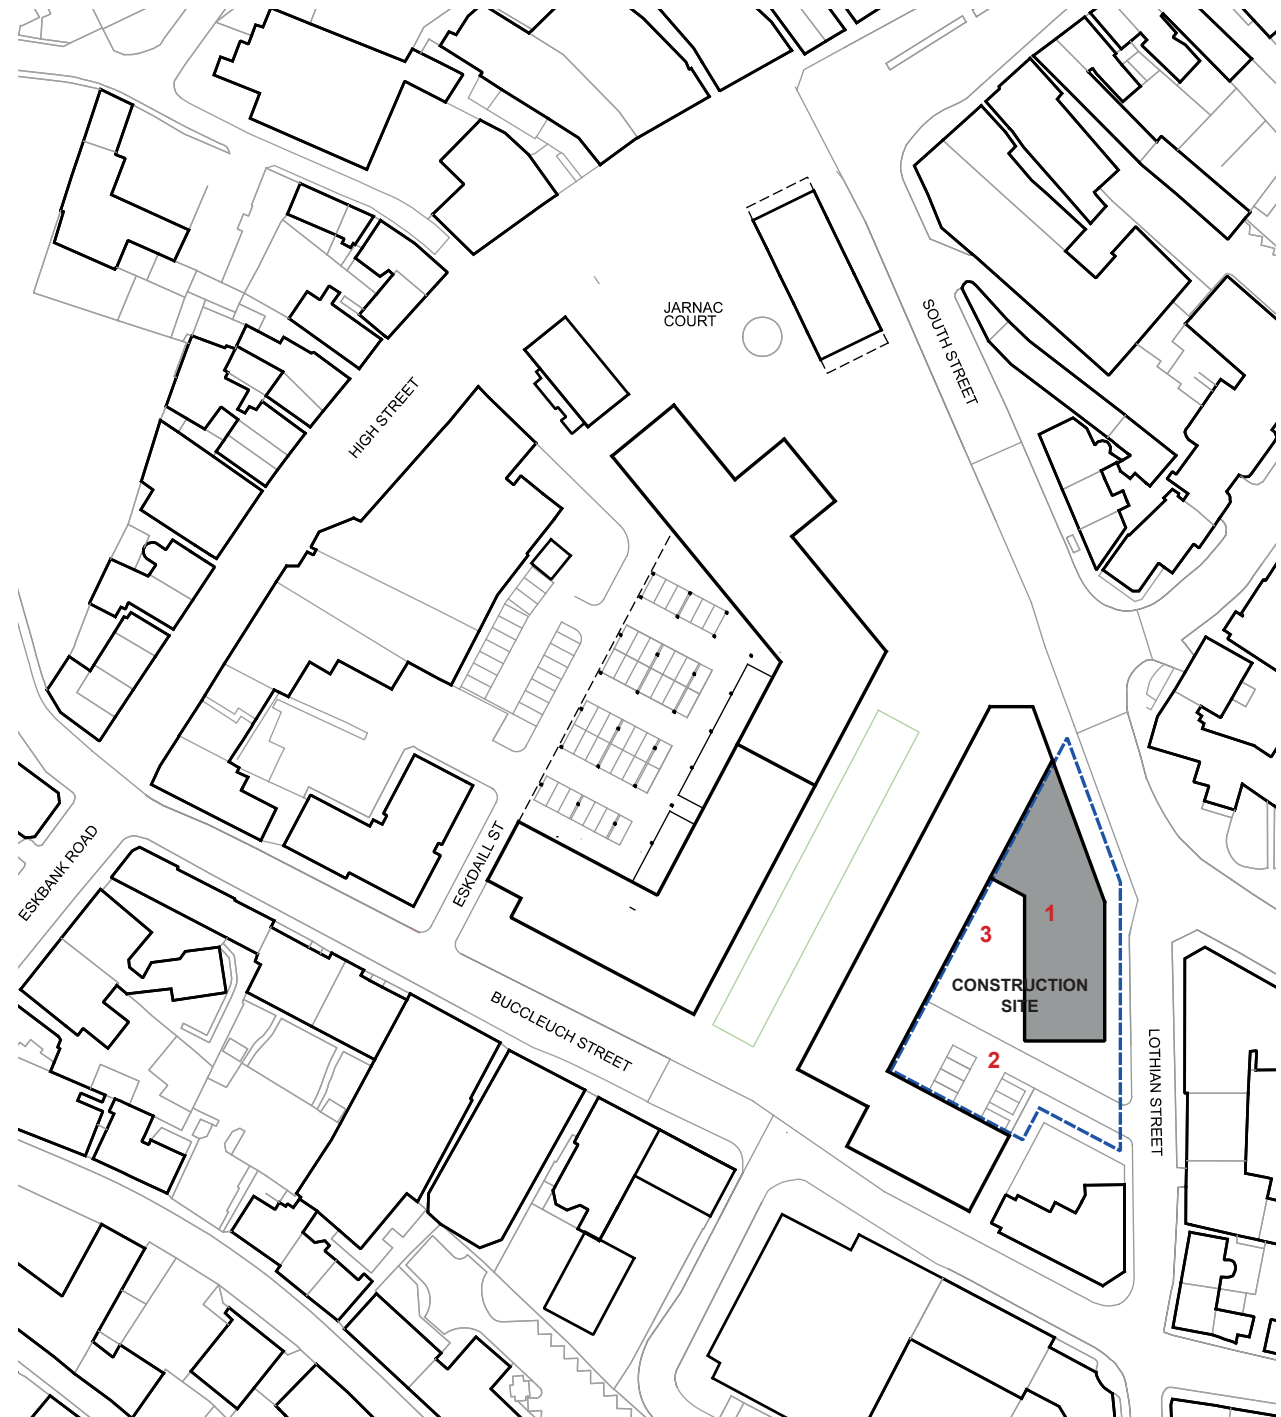 JARNAC
COURT
SOUTH STREET
HIGH STREET
ESKDAILL ST
ESKBANK ROAD
1
3
CONSTRUCTION
SITE
2
BUCCLEUCH STREET
LOTHIAN STREET